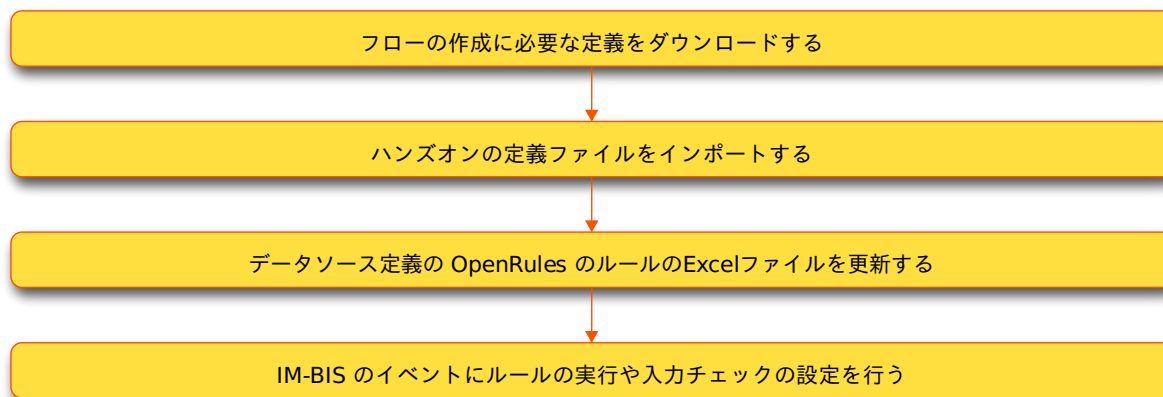 フローの作成に必要な定義をダウンロードする
ハンズオンの定義ファイルをインポートする
データソース定義の OpenRules のルールのExcelファイルを更新する
IM-BIS のイベントにルールの実行や入力チェックの設定を行う